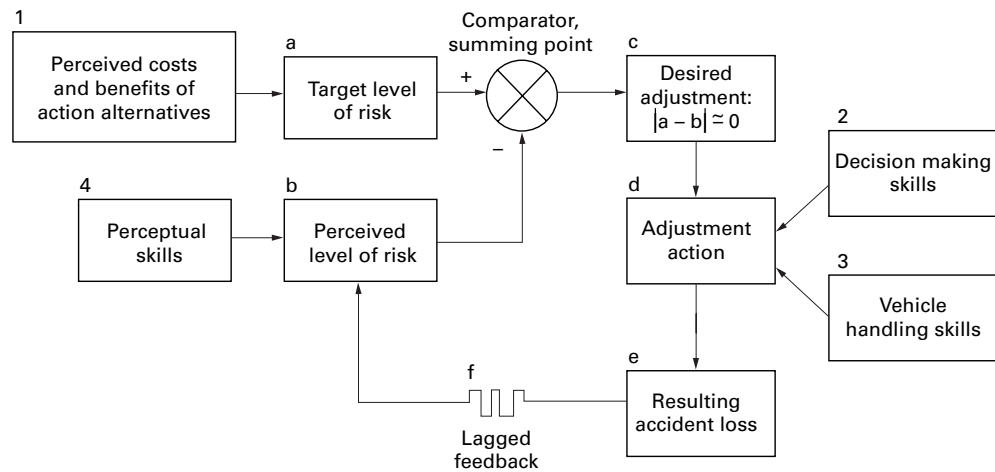 1
Perceived costs
and benefits of
action alternatives
a
Target level
of risk
+
Comparator,
summing point
−
c
Desired
adjustment:
|a – b| ≃ 0
2
Decision making
skills
4
Perceptual
skills
b
Perceived
level of risk
d
Adjustment
action
3
Vehicle
handling skills
f
Lagged
feedback
e
Resulting
accident loss